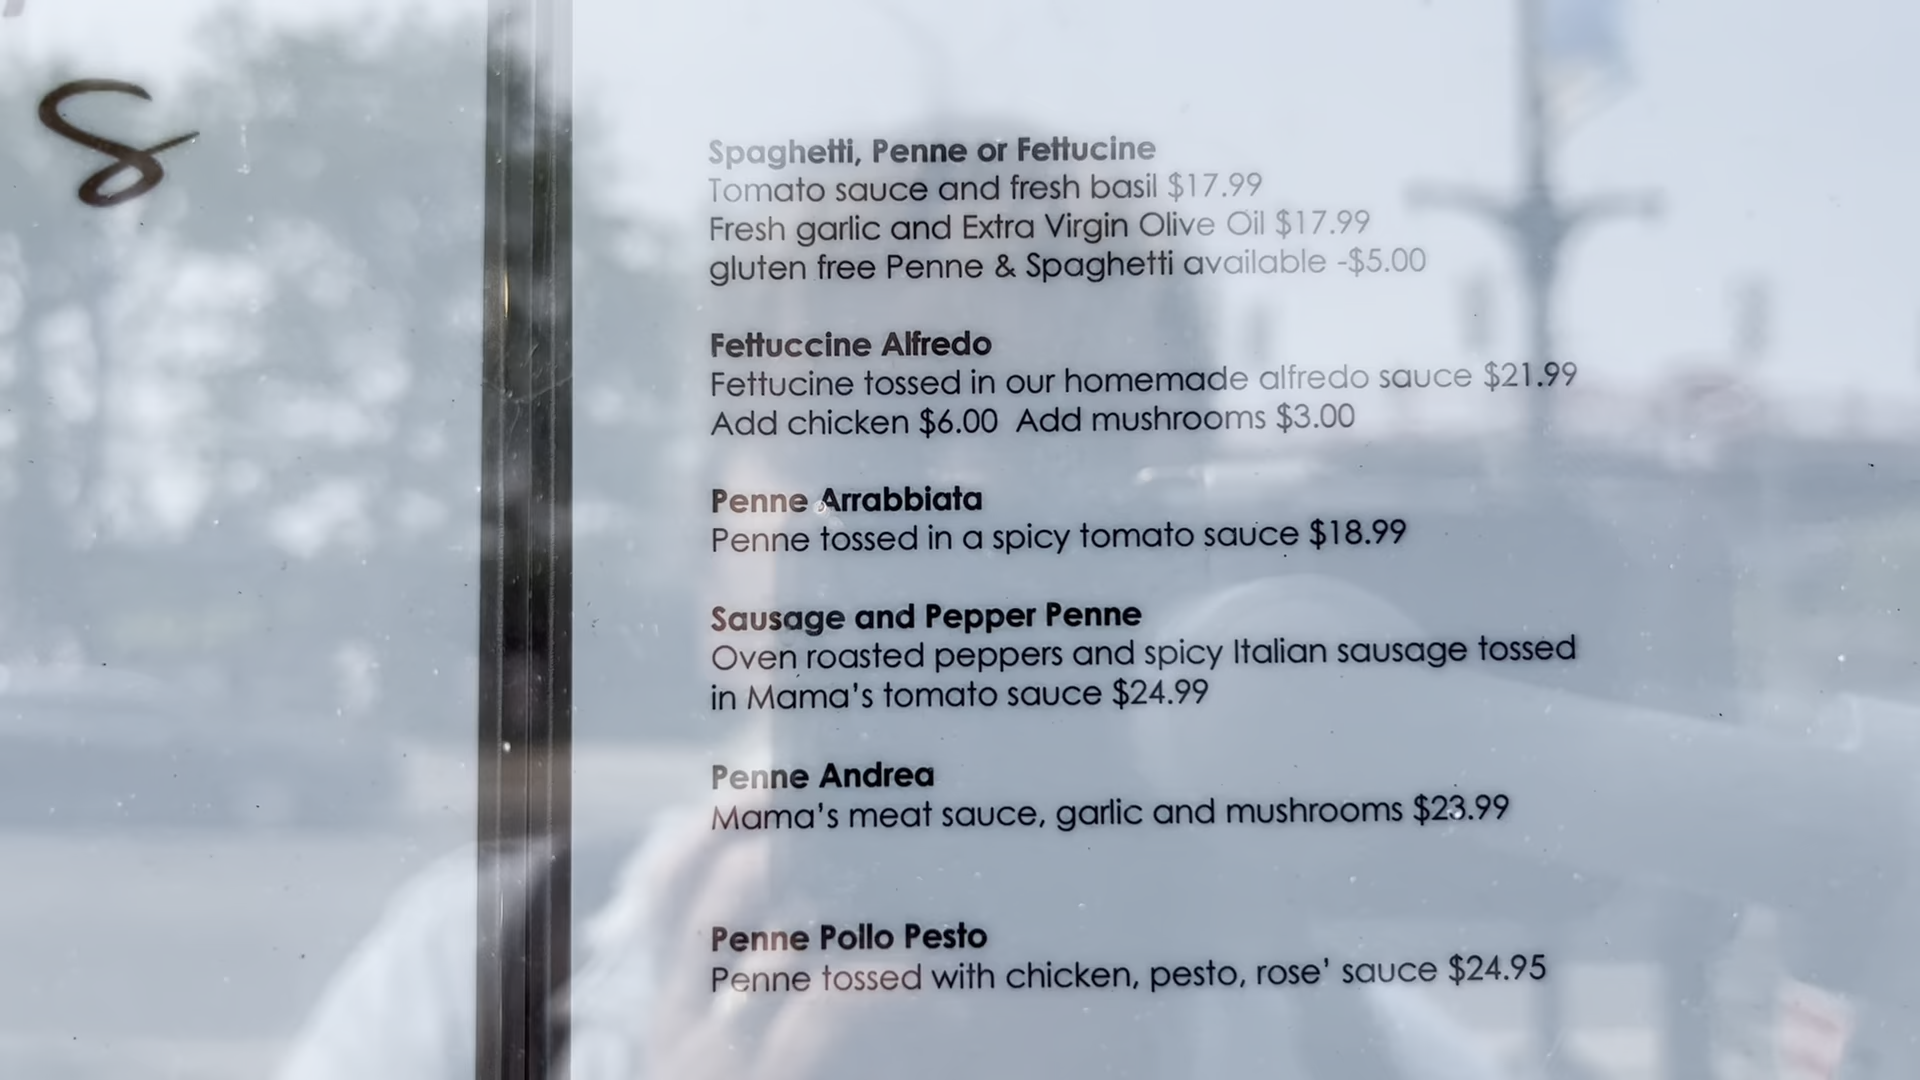 8
Spaghetti, Penne or Fettucine
Tomato sauce and fresh basil $17.99
Fresh garlic and Extra Virgin Olive Oil $17.99
gluten free Penne & Spaghetti available -$5.00
Fettuccine Alfredo
Fettucine tossed in our homemade alfredo sauce $21.99
Add chicken $6.00 Add mushrooms $3.00
Penne Arrabbiata
Penne tossed in a spicy tomato sauce $18.99
Sausage and Pepper Penne
Oven roasted peppers and spicy Italian sausage tossed
in Mama's tomato sauce $24.99
Penne Andrea
Mama's meat sauce, garlic and mushrooms $23.99
Penne Pollo Pesto
Penne tossed with chicken, pesto, rose' sauce $24.95